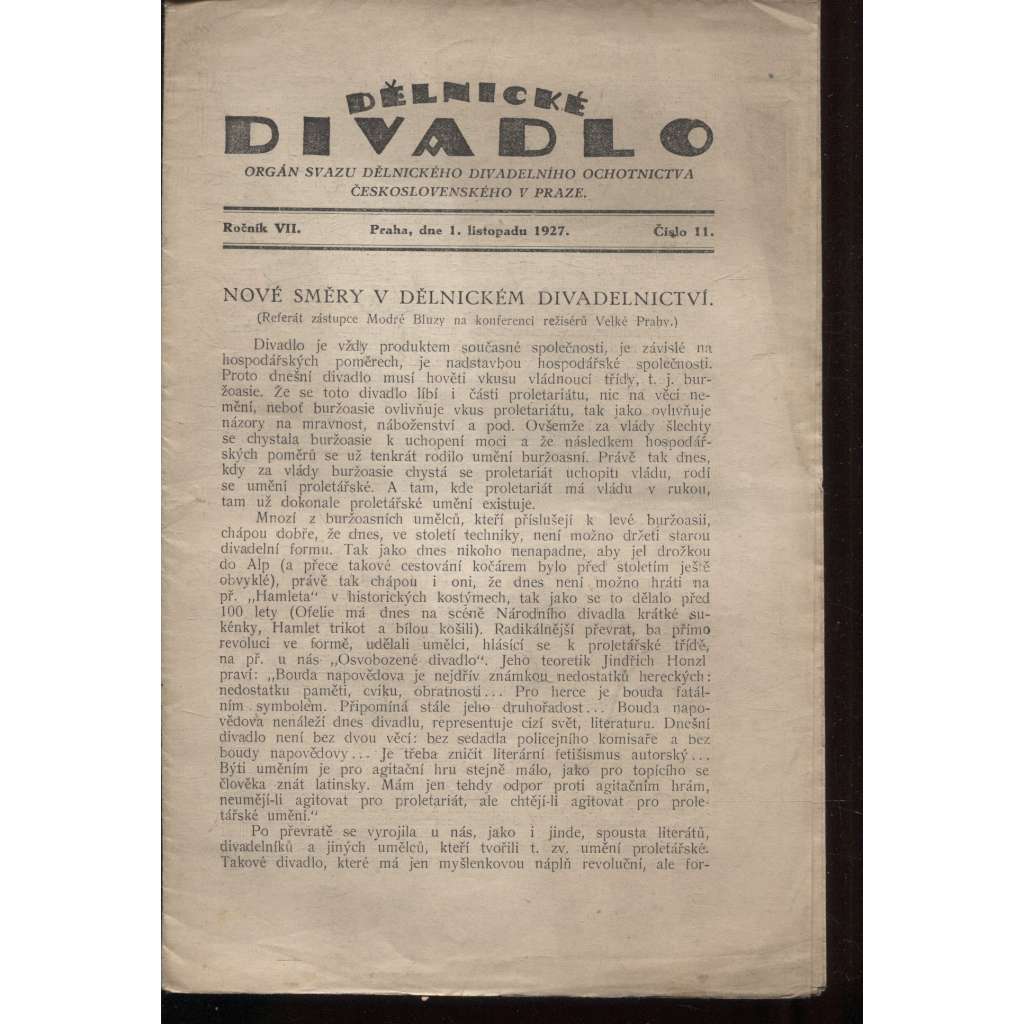 DĚLNICKÉ
DIVADLO
ORGÁN SVAZU DĚLNICKÉHO DIVADELNÍHO OCHOTNICTVA
ČESKOSLOVENSKÉHO V PRAZE.
Ročník VII. Praha, dne 1. listopadu 1927. Číslo 11.
NOVÉ SMĚRY V DĚLNICKÉM DIVADELNICTVÍ.
(Referát zástupce Modré Bluzy na konferenci režisérů Velké Prahy.)
Divadlo je vždy produktem současné společnosti, je závislé na
hospodářských poměrech, je nadstavbou hospodářské společnosti.
Proto dnešní divadlo musí hověti vkusu vládnoucí třídy, t. j. bur-
žoasie. Že se toto divadlo líbí i části proletariátu, nic na věci ne-
mění, neboť buržoasie ovlivňuje vkus proletariátu, tak jako ovlivňuje
názory na mravnost, náboženství a pod. Ovšemže za vlády šlechty
se chystala buržoasie k uchopení moci a že následkem hospodář-
ských poměrů se už tenkrát rodilo umění buržoasní. Právě tak dnes,
kdy za vlády buržoasie chystá se proletariát uchopiti vládu, rodí
se umění proletářské. A tam, kde proletariát má vládu v rukou,
tam už dokonale proletářské umění existuje.
Mnozí z buržoasních umělců, kteří příslušejí k levé buržoasii,
chápou dobře, že dnes, ve století techniky, není možno držeti starou
divadelní formu. Tak jako dnes nikoho nenapadne, aby jel drožkou
do Alp (a přece takové cestování kočárem bylo před stoletím ještě
obvyklé), právě tak chápou i oni, že dnes není možno hráti na
př. „Hamleta“ v historických kostýmech, tak jako se to dělalo před
100 lety (Ofelie má dnes na scéně Národního divadla krátké su-
kénky, Hamlet trikot a bílou košili). Radikálnější převrat, ba přímo
revoluci ve formě, udělali umělci, hlásící se k proletářské třídě,
na př. u nás „Osvobozené divadlo“. Jeho teoretik Jindřich Honzl
praví: „Bouda napovědova je nejdřív známkou nedostatků hereckých:
nedostatku paměti, cviku, obratnosti... Pro herce je bouda fatál-
ním symbolem. Připomíná stále jeho druhořadost... Bouda napo-
vědova nenáleží dnes divadlu, representuje cizí svět, literaturu. Dnešní
divadlo není bez dvou věcí: bez sedadla policejního komisaře a bez
boudy napovědovy... Je třeba zničit literární fetišismus autorský...
Býti uměním je pro agitační hru stejně málo, jako pro topícího se
člověka znát latinsky. Mám jen tehdy odpor proti agitačním hrám,
neumějí-li agitovat pro proletariát, ale chtějí-li agitovat pro prole-
tářské umění.“
Po převratě se vyrojila u nás, jako i jinde, spousta literátů,
divadelníků a jiných umělců, kteří tvořili t. zv. umění proletářské.
Takové divadlo, které má jen myšlenkovou náplň revoluční, ale for-